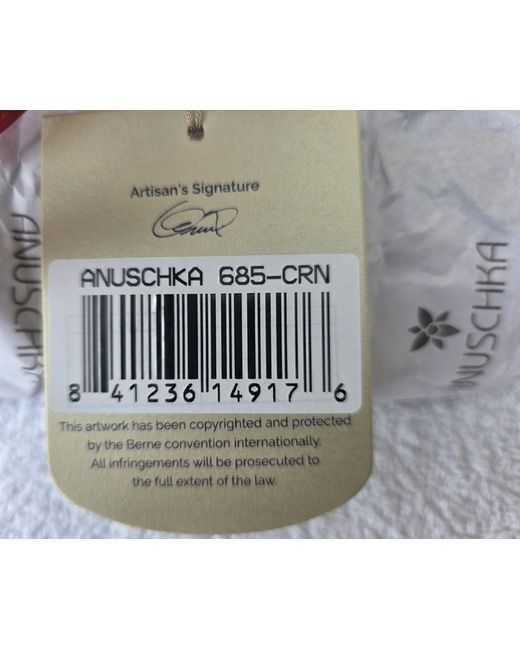 Artisan's Signature
ANUSCHKA 685-CRN
8 41236 14917 6
This artwork has been copyrighted and protected
by the Berne convention internationally.
All infringements will be prosecuted to
the full extent of the law.
ANUSCHKA
ANUSCHKA